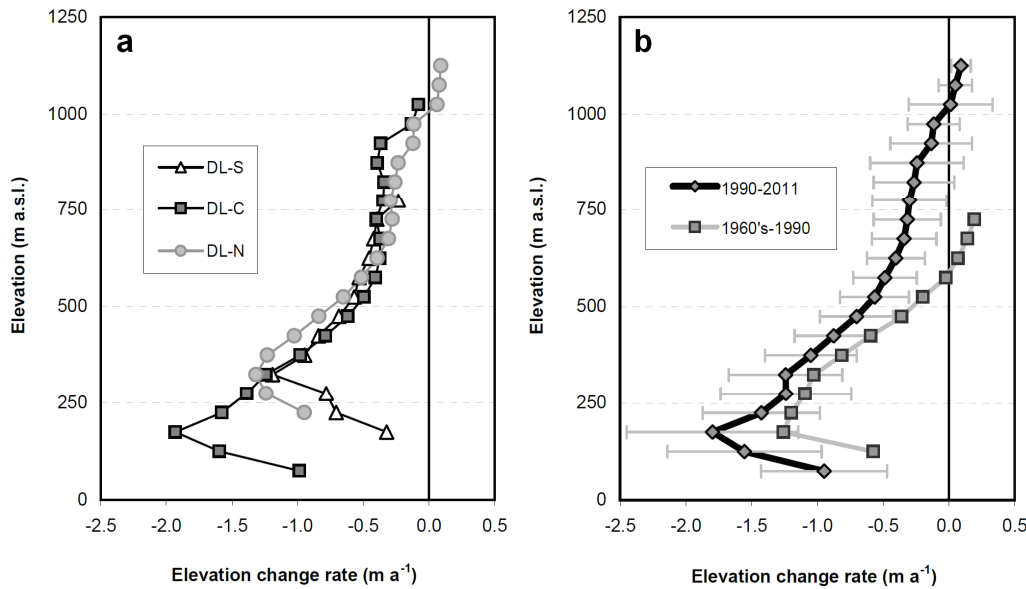 a
Elevation (m a.s.l.)
1250
1000
750
500
250
0
DL-S
DL-C
DL-N
-2.5 -2.0 -1.5 -1.0 -0.5 0.0 0.5
Elevation change rate (m a⁻¹)
b
Elevation (m a.s.l.)
1250
1000
750
500
250
0
1990-2011
1960's-1990
-2.5 -2.0 -1.5 -1.0 -0.5 0.0 0.5
Elevation change rate (m a⁻¹)